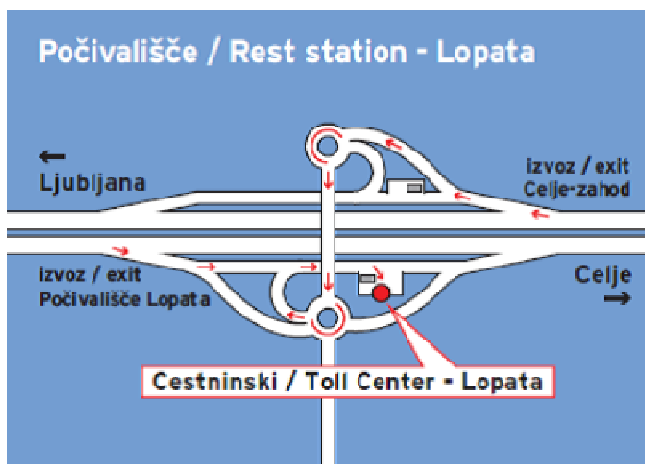 Počivališče / Rest station - Lopata
Ljubljana
izvoz / exit
Celje-zahod
izvoz / exit
Počivališče Lopata
Celje
Cestninski / Toll Center - Lopata